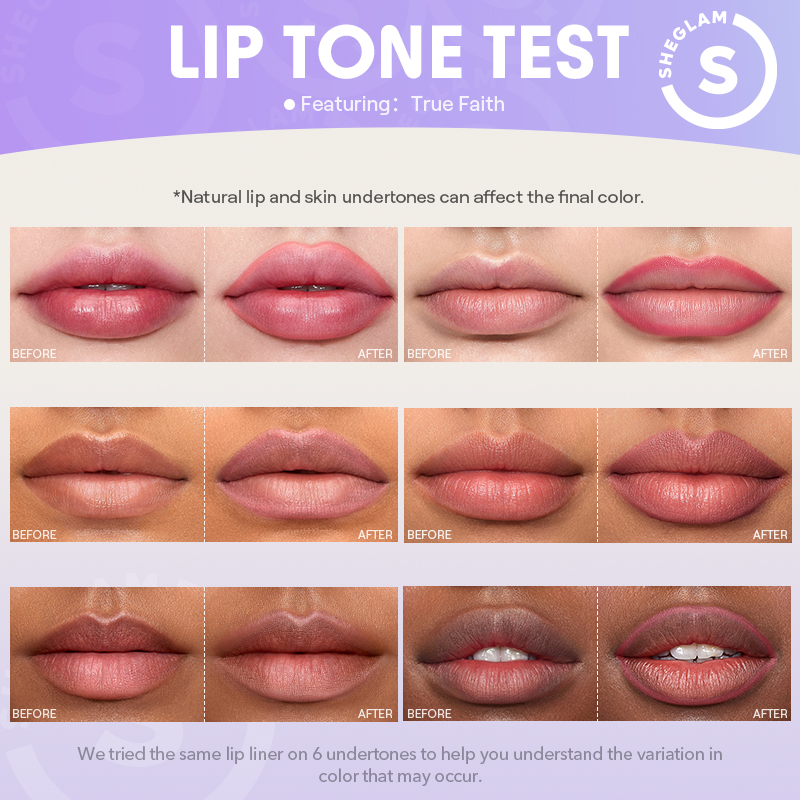 LIP TONE TEST
SHEGLAM
S
● Featuring： True Faith
*Natural lip and skin undertones can affect the final color.
BEFORE
AFTER
BEFORE
AFTER
BEFORE
AFTER
BEFORE
AFTER
BEFORE
AFTER
BEFORE
AFTER
We tried the same lip liner on 6 undertones to help you understand the variation in
color that may occur.